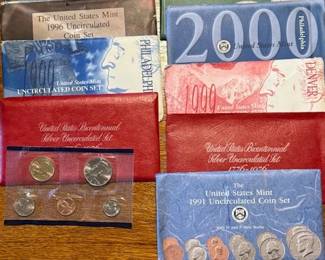 The
United States Mint
1996 Uncirculated
Coin Set
PHILADELPHIA
1999
UNITED STATES MINT
UNCIRCULATED COIN SET
United States Bicentennial
Silver Uncirculated Set
2000
Philadelphia
United States Mint
DENVER
1999
United States Bicentennial
Silver Uncirculated Set
1776-1976
The
United States Mint
1991 Uncirculated Coin Set